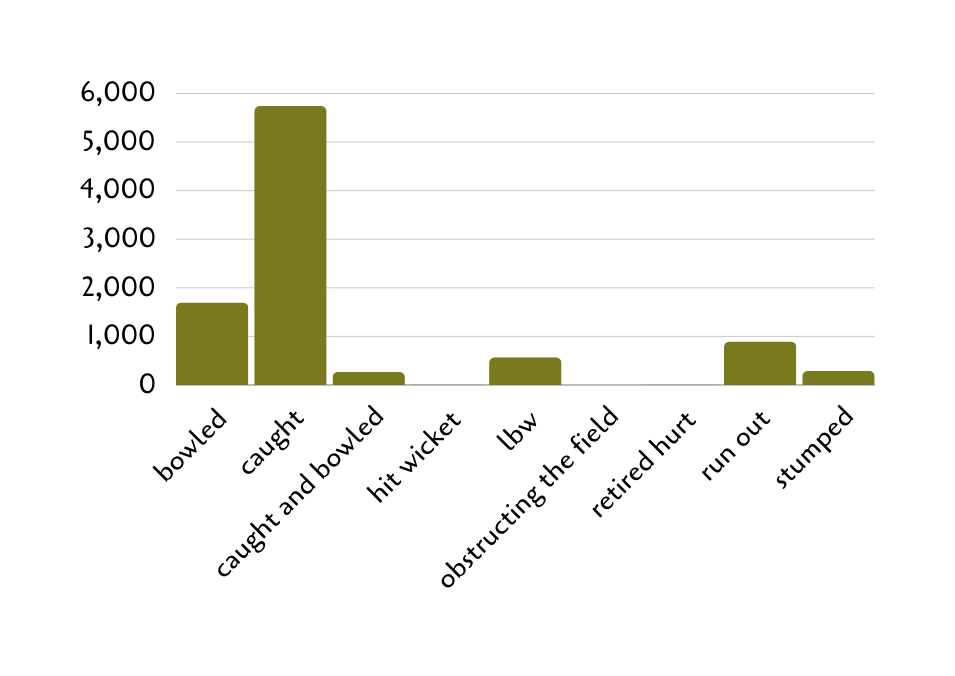 6,000
5,000
4,000
3,000
2,000
1,000
0
bowled
caught
caught and bowled
hit wicket
lbw
obstructing the field
retired hurt
run out
stumped